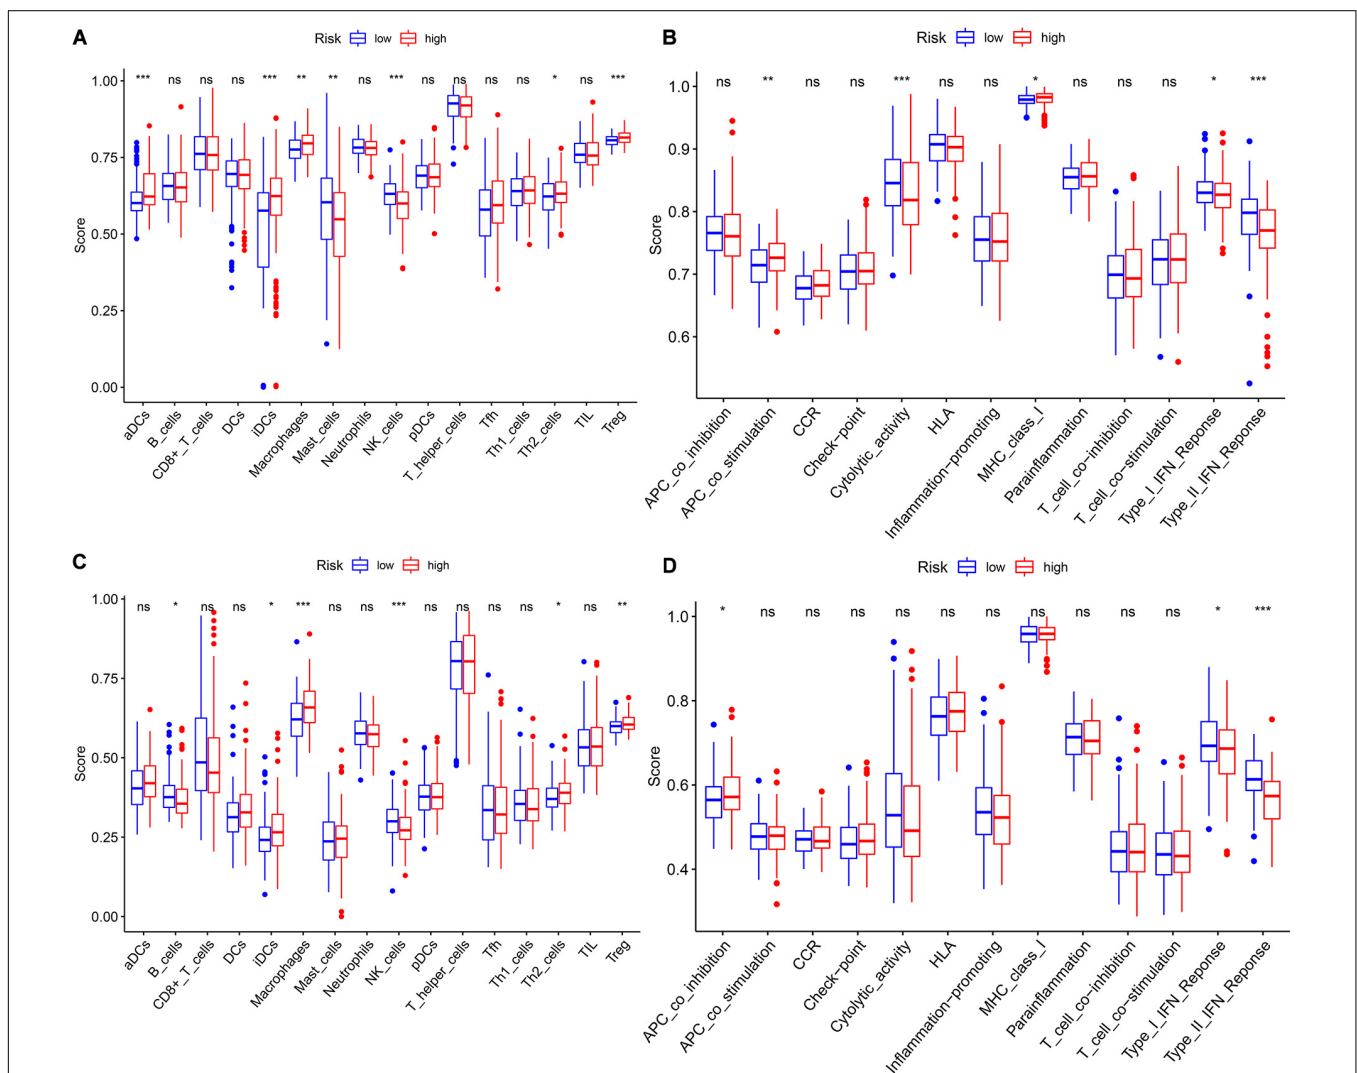 A
Risk low high
*** ns ns ns *** ** ** ns *** ns ns ns ns * ns ***
1.00
0.75
0.50
0.25
0.00
Score
aDCs
B_cells
CD8+_T_cells
DCs
iDCs
Macrophages
Mast_cells
Neutrophils
NK_cells
pDCs
T_helper_cells
Tfh
Th1_cells
Th2_cells
TIL
Treg
B
Risk low high
ns ** ns ns *** ns ns * ns ns ns * ***
1.0
0.9
0.8
0.7
0.6
Score
APC_co_inhibition
APC_co_stimulation
CCR
Check-point
Cytolytic_activity
HLA
Inflammation-promoting
MHC_class_I
Parainflammation
T_cell_co-inhibition
T_cell_co-stimulation
Type_I_IFN_Reponse
Type_II_IFN_Reponse
C
Risk low high
ns * ns ns * *** ns ns *** ns ns ns ns * ns **
1.00
0.75
0.50
0.25
0.00
Score
aDCs
B_cells
CD8+_T_cells
DCs
iDCs
Macrophages
Mast_cells
Neutrophils
NK_cells
pDCs
T_helper_cells
Tfh
Th1_cells
Th2_cells
TIL
Treg
D
Risk low high
* ns ns ns ns ns ns ns ns ns ns * ***
1.0
0.8
0.6
0.4
Score
APC_co_inhibition
APC_co_stimulation
CCR
Check-point
Cytolytic_activity
HLA
Inflammation-promoting
MHC_class_I
Parainflammation
T_cell_co-inhibition
T_cell_co-stimulation
Type_I_IFN_Reponse
Type_II_IFN_Reponse